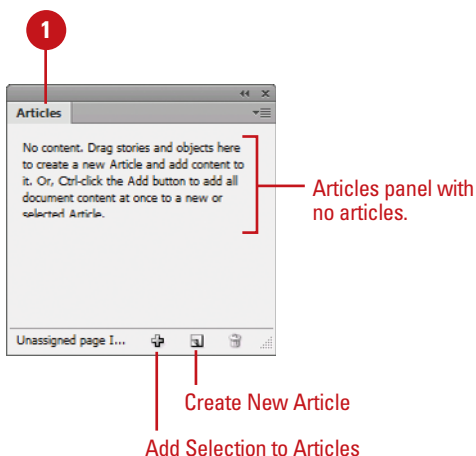 1
Articles
No content. Drag stories and objects here
to create a new Article and add content to
it. Or, Ctrl-click the Add button to add all
document content at once to a new or
selected Article.
Articles panel with
no articles.
Unassigned page I...
Create New Article
Add Selection to Articles